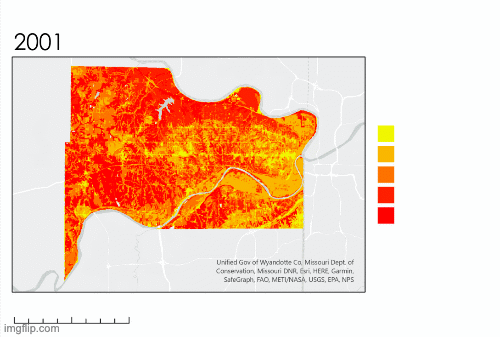 2001
Unified Gov of Wyandotte Co, Missouri Dept. of
Conservation, Missouri DNR, Esri, HERE, Garmin,
SafeGraph, FAO, METI/NASA, USGS, EPA, NPS
imgflip.com